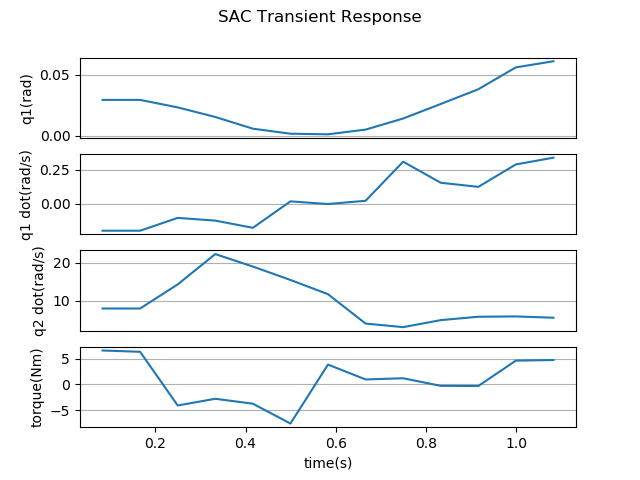 SAC Transient Response
q1(rad)
0.05
0.00
q1 dot(rad/s)
0.25
0.00
q2 dot(rad/s)
20
10
torque(Nm)
5
0
−5
0.2 0.4 0.6 0.8 1.0
time(s)